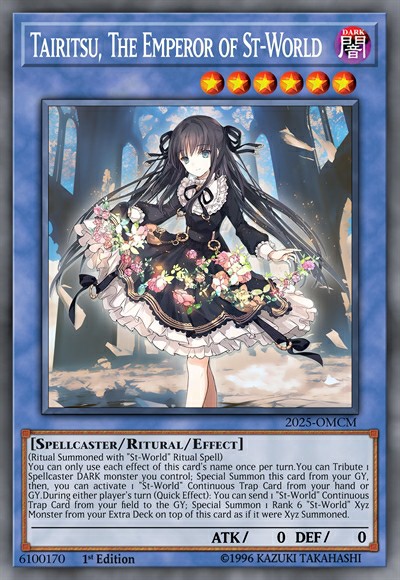 Tairitsu, The Emperor of St-World
DARK
闇
2025-OMCM
[Spellcaster/Ritural/Effect]
(Ritual Summoned with "St-World" Ritual Spell)
You can only use each effect of this card's name once per turn.You can Tribute 1
Spellcaster DARK monster you control; Special Summon this card from your GY,
then, you can activate 1 "St-World" Continuous Trap Card from your hand or
GY.During either player's turn (Quick Effect): You can send 1 "St-World" Continuous
Trap Card from your field to the GY; Special Summon 1 Rank 6 "St-World" Xyz
Monster from your Extra Deck on top of this card as if it were Xyz Summoned.
ATK/ 0 DEF/ 0
6100170 1st Edition ©1996 KAZUKI TAKAHASHI